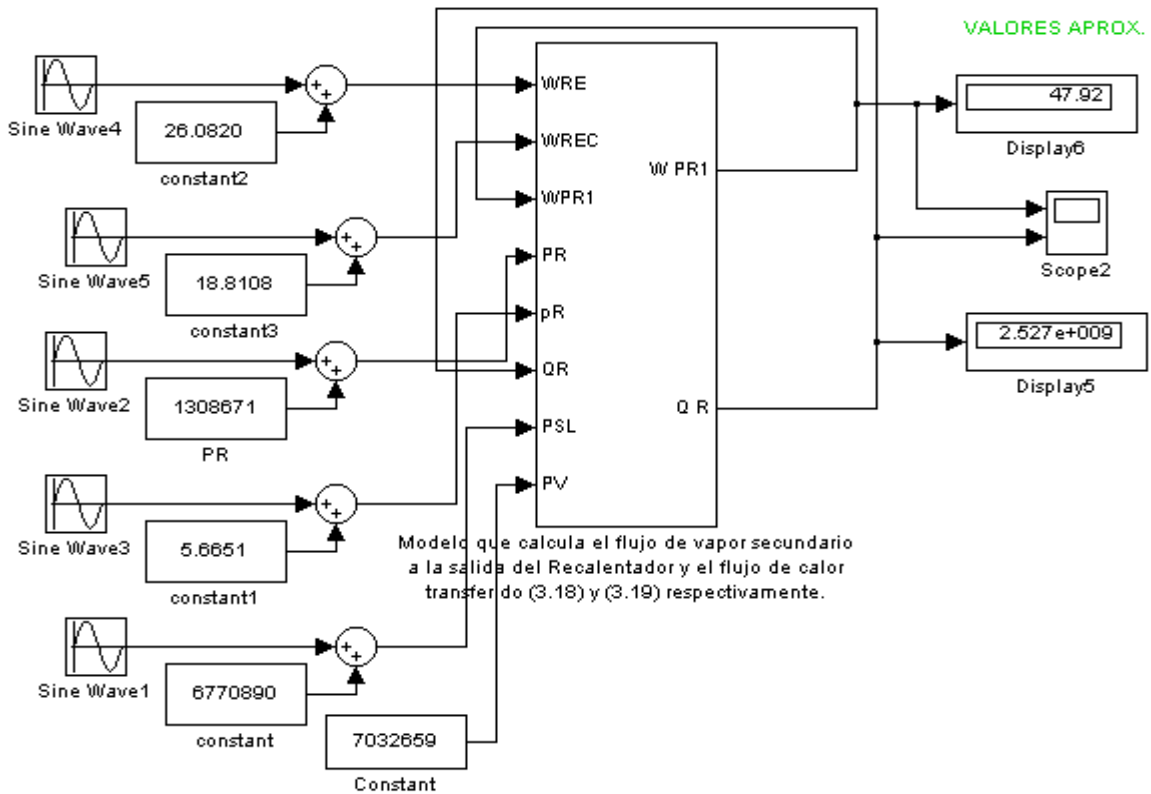 VALORES APROX.
Sine Wave4
26.0820
constant2
Sine Wave5
18.8108
constant3
Sine Wave2
1308671
PR
Sine Wave3
5.6651
constant1
Sine Wave1
6770890
constant
7032659
Constant
WRE
WREC
WPR1
PR
pR
QR
PSL
PV
W PR1
Q R
47.92
Display6
Scope2
2.527e+009
Display5
Modelo que calcula el flujo de vapor secundario
a la salida del Recalentador y el flujo de calor
transferido (3.18) y (3.19) respectivamente.